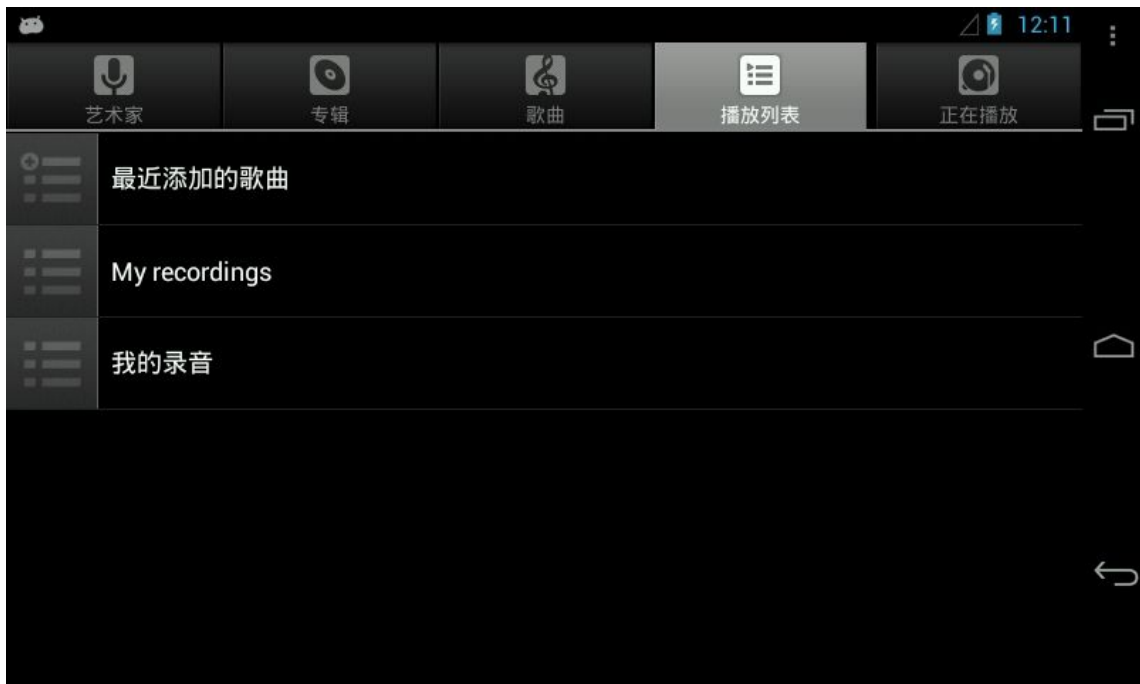 12:11
艺术家
专辑
歌曲
播放列表
正在播放
最近添加的歌曲
My recordings
我的录音